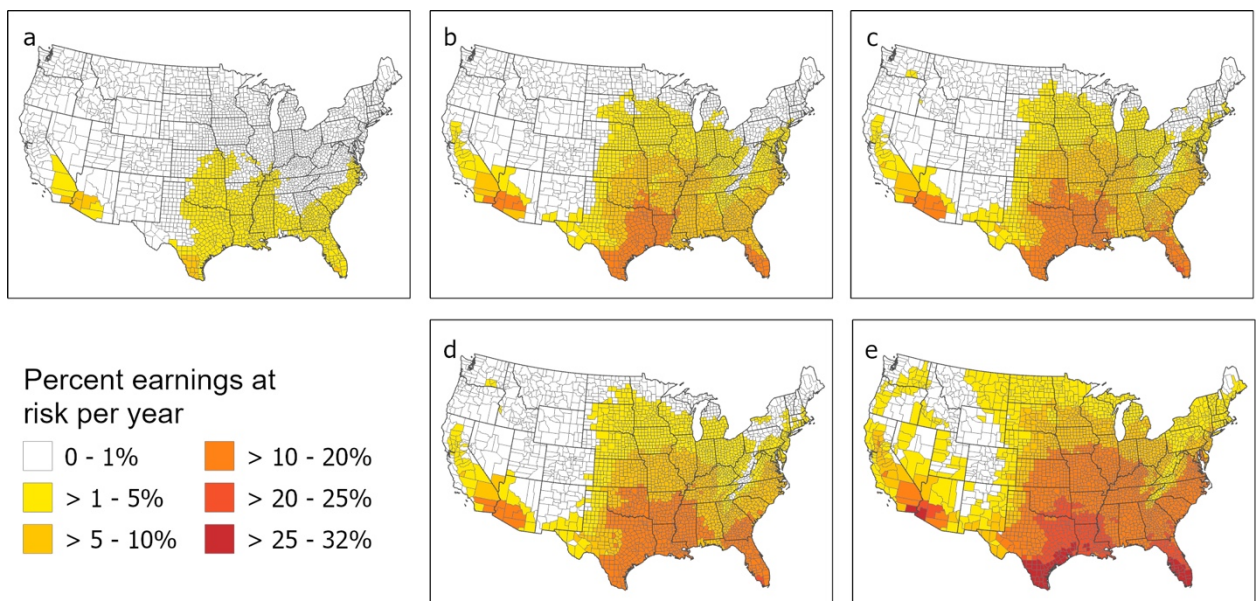 a
b
c
d
e
Percent earnings at
risk per year
0 - 1%
> 10 - 20%
> 1 - 5%
> 20 - 25%
> 5 - 10%
> 25 - 32%